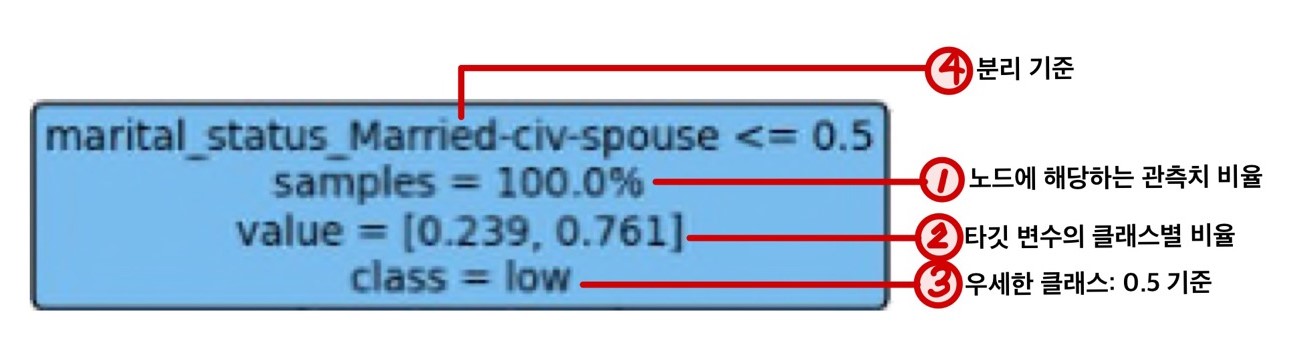 ④ 분리 기준
marital_status_Married-civ-spouse <= 0.5
samples = 100.0%
① 노드에 해당하는 관측치 비율
value = [0.239, 0.761]
② 타깃 변수의 클래스별 비율
class = low
③ 우세한 클래스: 0.5 기준